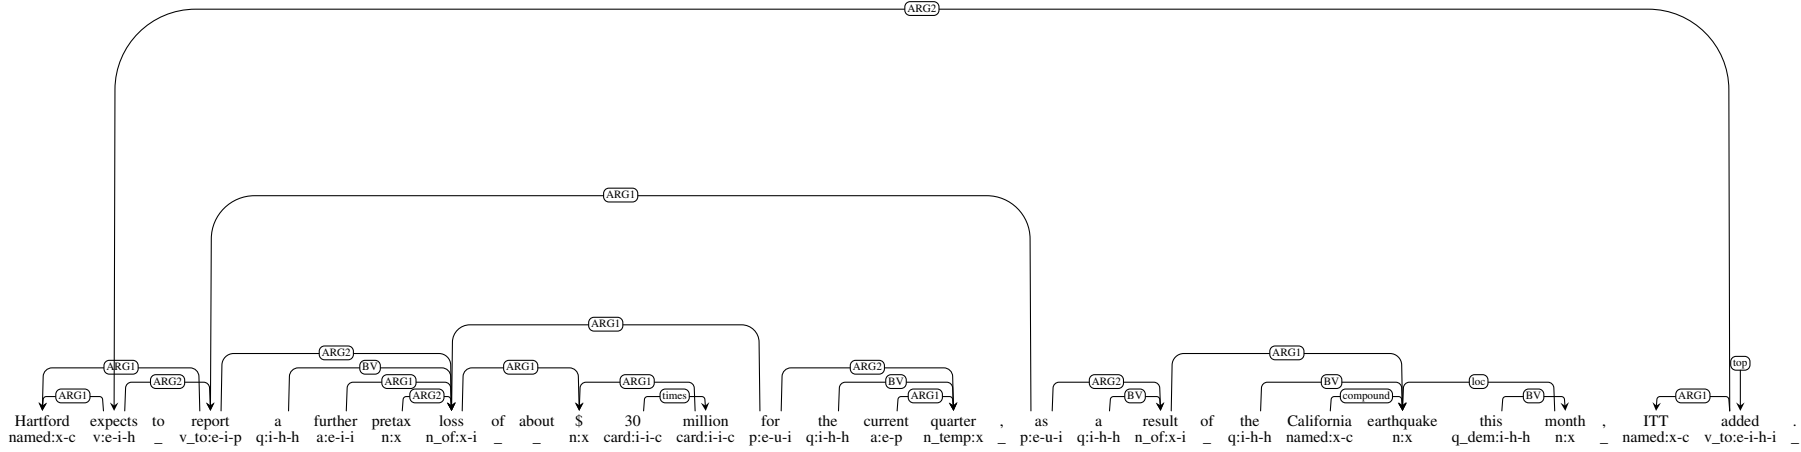 ARG2
ARG1
ARG1
ARG2 ARG1
ARG1 BV ARG1 ARG2 top
ARG2 ARG1 ARG1 BV ARG2 BV loc
ARG1 ARG2 times ARG1 BV compound BV ARG1
Hartford expects to report a further pretax loss of about $ 30 million for the current quarter , as a result of the California earthquake this month , ITT added .
named:x-c v:e-i-h _ v_to:e-i-p q:i-h-h a:e-i-i n:x n_of:x-i _ _ n:x card:i-i-c card:i-i-c p:e-u-i q:i-h-h a:e-p n_temp:x _ p:e-u-i q:i-h-h n_of:x-i _ q:i-h-h named:x-c n:x q_dem:i-h-h n:x _ named:x-c v_to:e-i-h-i _